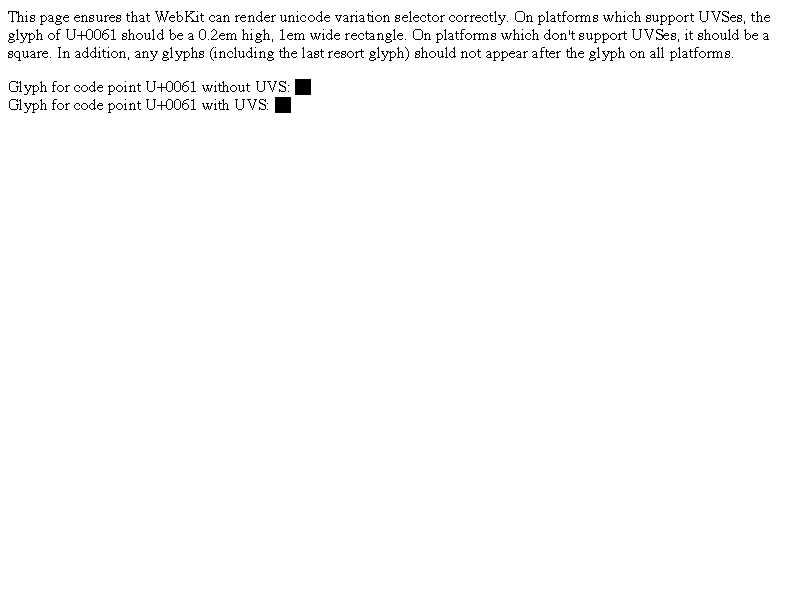 This page ensures that WebKit can render unicode variation selector correctly. On platforms which support UVSes, the
glyph of U+0061 should be a 0.2em high, 1em wide rectangle. On platforms which don't support UVSes, it should be a
square. In addition, any glyphs (including the last resort glyph) should not appear after the glyph on all platforms.
Glyph for code point U+0061 without UVS:
Glyph for code point U+0061 with UVS: